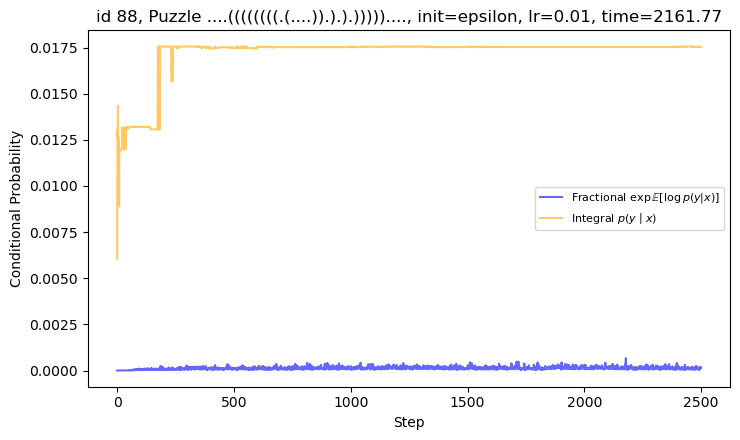 id 88, Puzzle ....((((((((.(....)).).).)))))...., init=epsilon, lr=0.01, time=2161.77
Conditional Probability
0.0175
0.0150
0.0125
0.0100
0.0075
0.0050
0.0025
0.0000
Fractional exp𝔼[log p(y|x)]
Integral p(y | x)
0 500 1000 1500 2000 2500
Step